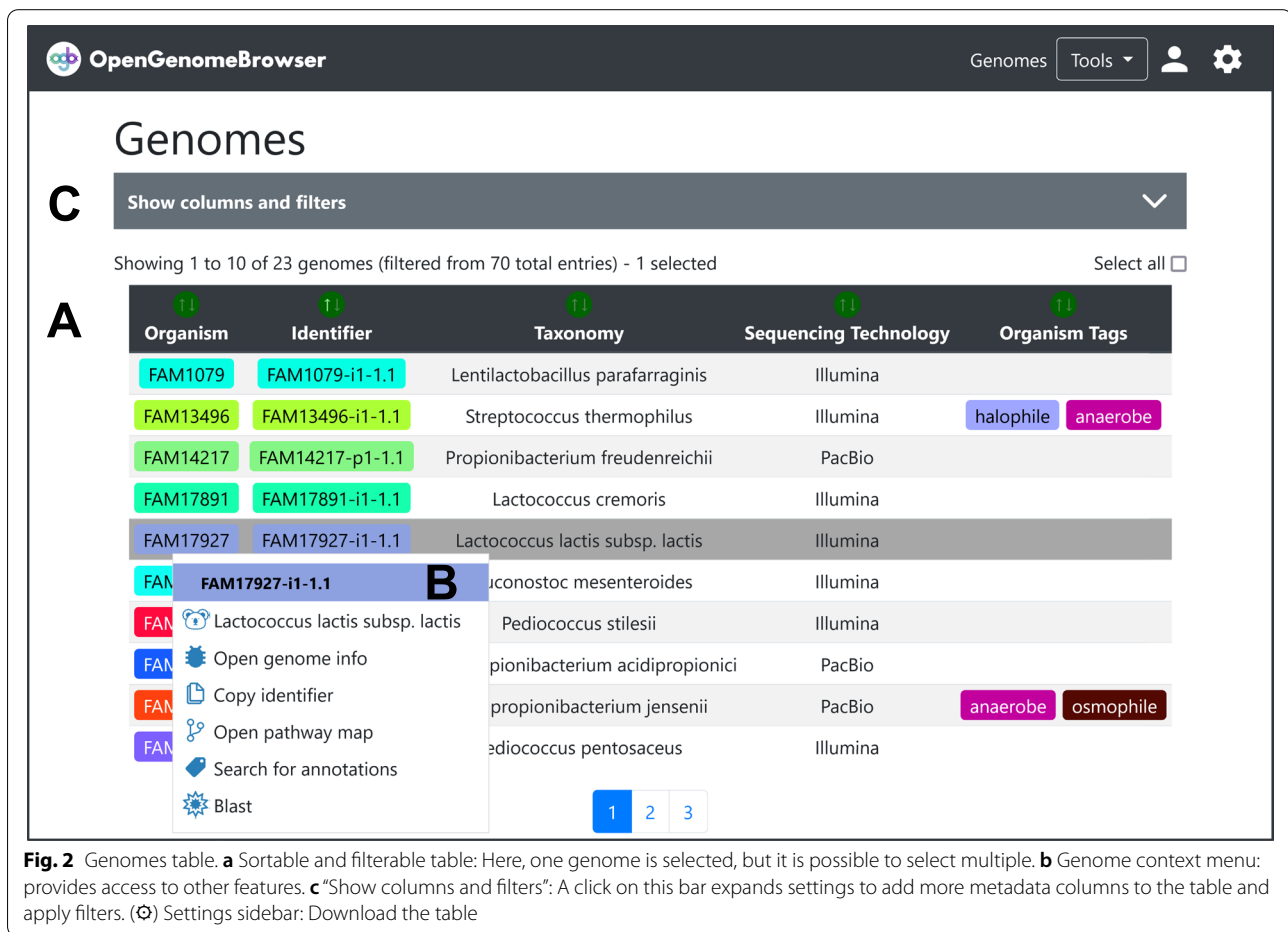 ogb OpenGenomeBrowser Genomes Tools
Genomes
C Show columns and filters
Showing 1 to 10 of 23 genomes (filtered from 70 total entries) - 1 selected Select all
A
↑↓ ↑↓ ↑↓ ↑↓ ↑↓
Organism Identifier Taxonomy Sequencing Technology Organism Tags
FAM1079 FAM1079-i1-1.1 Lentilactobacillus parafarraginis Illumina
FAM13496 FAM13496-i1-1.1 Streptococcus thermophilus Illumina halophile anaerobe
FAM14217 FAM14217-p1-1.1 Propionibacterium freudenreichii PacBio
FAM17891 FAM17891-i1-1.1 Lactococcus cremoris Illumina
FAM17927 FAM17927-i1-1.1 Lactococcus lactis subsp. lactis Illumina
FAM uconostoc mesenteroides Illumina
FAM17927-i1-1.1 B
FAM Pediococcus stilesii Illumina
Lactococcus lactis subsp. lactis
FAM pionibacterium acidipropionici PacBio
Open genome info
Copy identifier
FAM propionibacterium jensenii PacBio anaerobe osmophile
Open pathway map
FAM ediococcus pentosaceus Illumina
Search for annotations
Blast
1 2 3
Fig. 2 Genomes table. a Sortable and filterable table: Here, one genome is selected, but it is possible to select multiple. b Genome context menu:
provides access to other features. c “Show columns and filters”: A click on this bar expands settings to add more metadata columns to the table and
apply filters. (⚙) Settings sidebar: Download the table